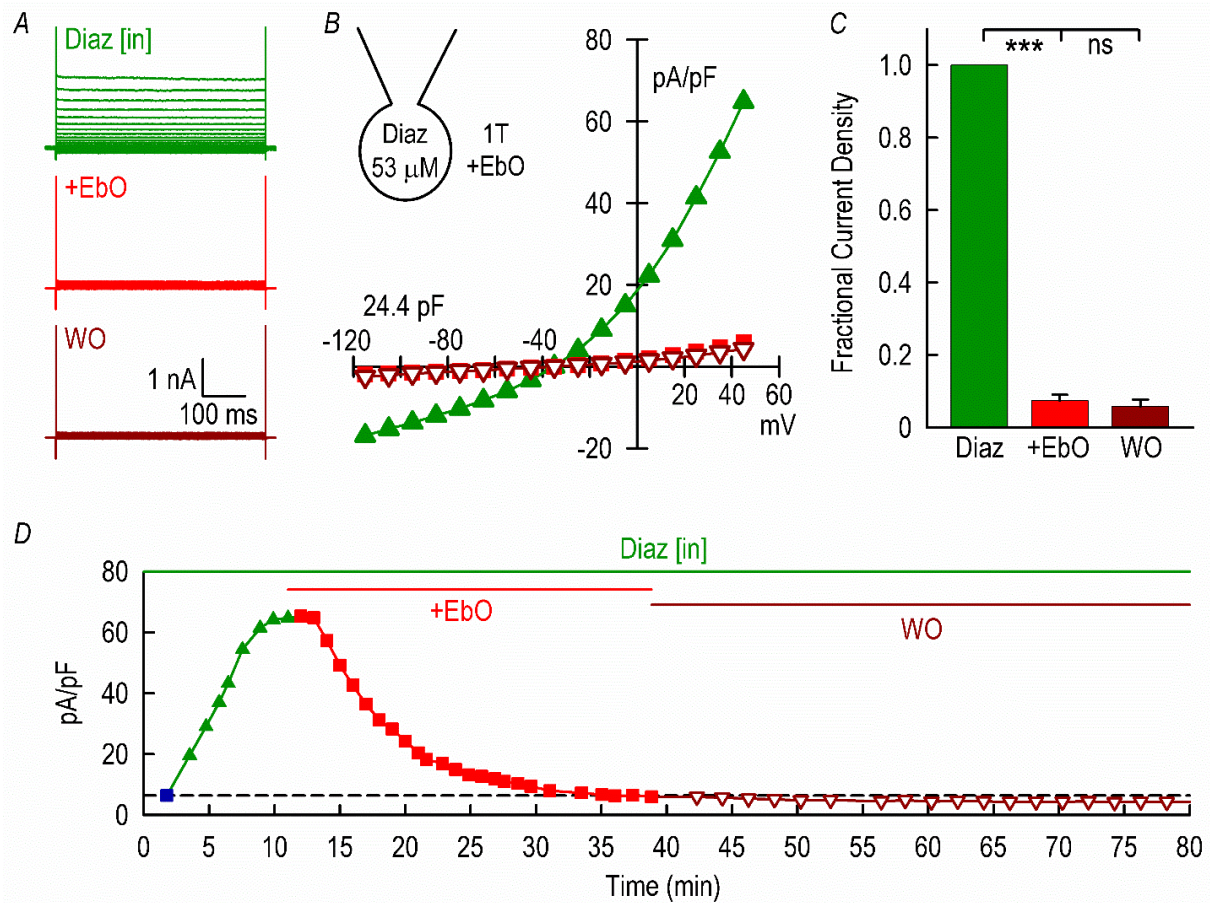 A
Diaz [in]
+EbO
WO
1 nA
100 ms
B
Diaz
53 μM
1T
+EbO
24.4 pF
pA/pF
80
60
40
20
-20
-120
-80
-40
20
40
60
mV
C
***
ns
Fractional Current Density
1.0
0.8
0.6
0.4
0.2
0
Diaz
+EbO
WO
D
Diaz [in]
+EbO
WO
pA/pF
80
60
40
20
0
0 5 10 15 20 25 30 35 40 45 50 55 60 65 70 75 80
Time (min)